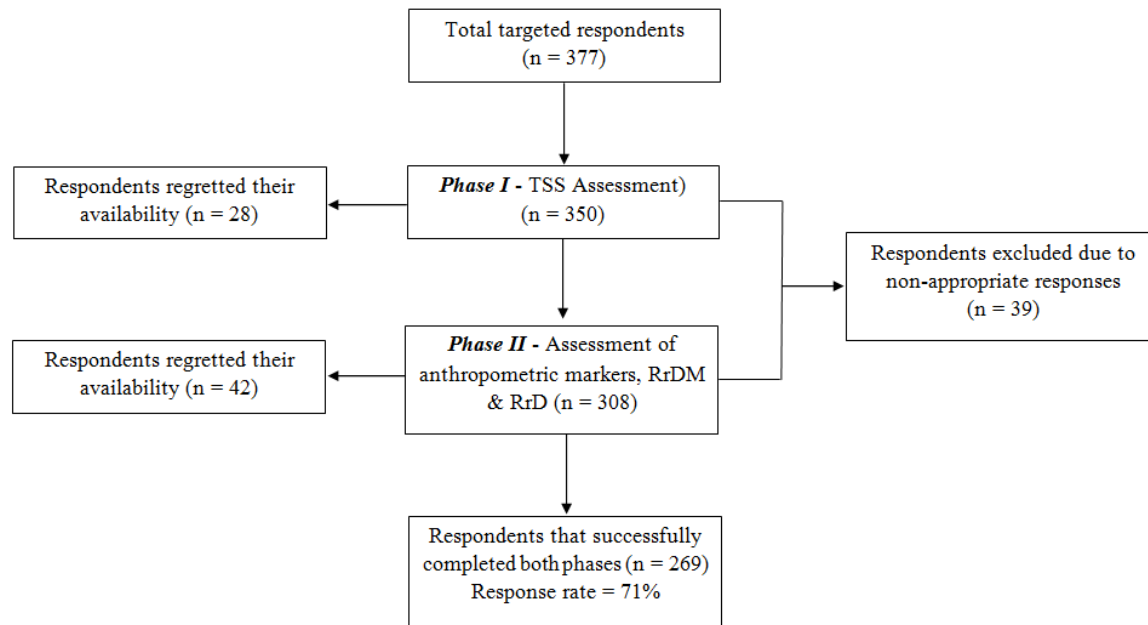 Total targeted respondents
(n = 377)
Phase I - TSS Assessment)
(n = 350)
Respondents regretted their
availability (n = 28)
Respondents excluded due to
non-appropriate responses
(n = 39)
Phase II - Assessment of
anthropometric markers, RrDM
& RrD (n = 308)
Respondents regretted their
availability (n = 42)
Respondents that successfully
completed both phases (n = 269)
Response rate = 71%